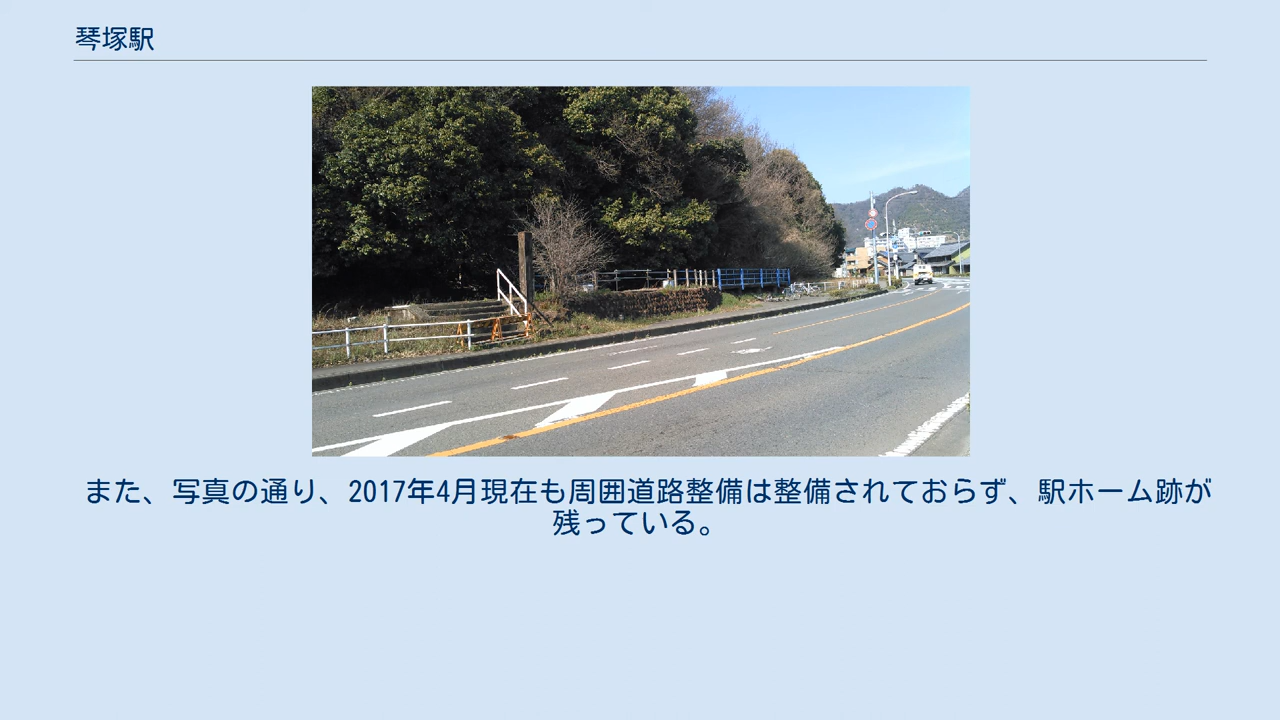 琴塚駅
また、写真の通り、2017年4月現在も周囲道路整備は整備されておらず、駅ホーム跡が
残っている。